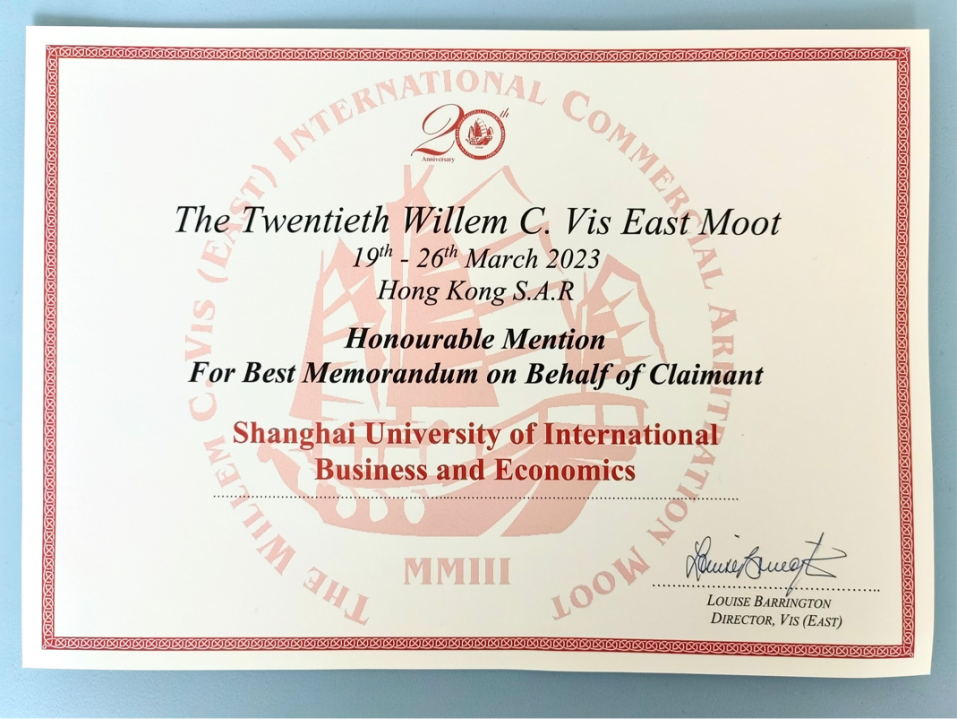 THE WILLEM C. VIS (EAST) INTERNATIONAL COMMERCIAL ARBITRATION MOOT
20th
Anniversary
The Twentieth Willem C. Vis East Moot
19th - 26th March 2023
Hong Kong S.A.R
Honourable Mention
For Best Memorandum on Behalf of Claimant
Shanghai University of International
Business and Economics
MMIII
LOUISE BARRINGTON
DIRECTOR, VIS (EAST)